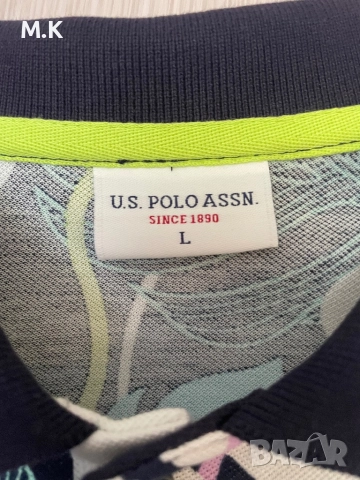 M.K
U.S. POLO ASSN.
SINCE 1890
L
BAZAR